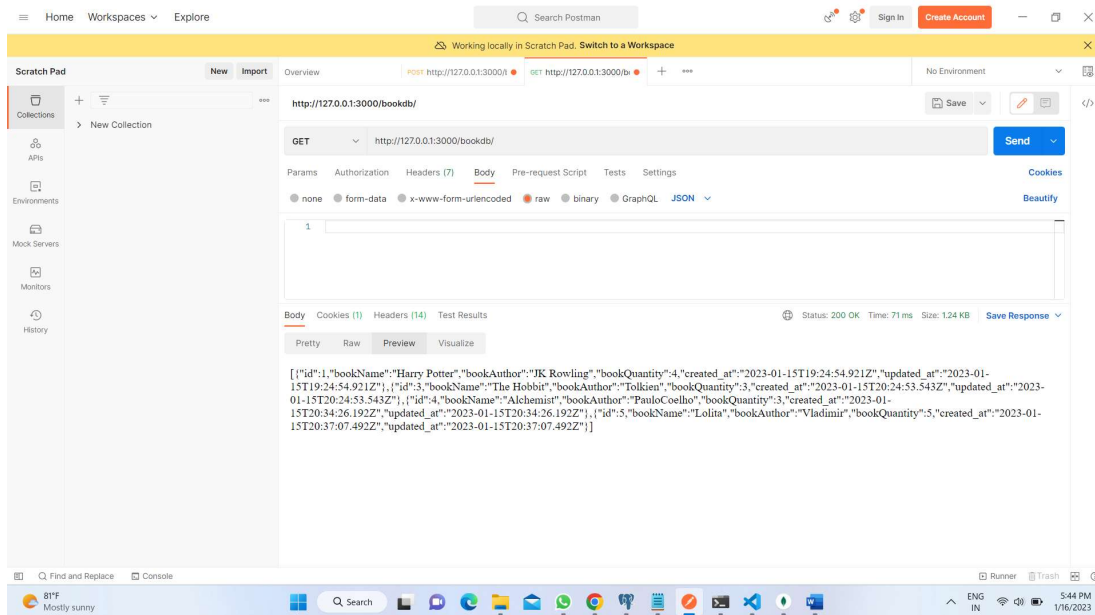 Home Workspaces Explore Search Postman Sign In Create Account
Working locally in Scratch Pad. Switch to a Workspace
Scratch Pad New Import Overview POST http://127.0.0.1:3000/ GET http://127.0.0.1:3000/b No Environment
Collections
New Collection
APIs
Environments
Mock Servers
Monitors
History
http://127.0.0.1:3000/bookdb/ Save
GET http://127.0.0.1:3000/bookdb/ Send
Params Authorization Headers (7) Body Pre-request Script Tests Settings Cookies
none form-data x-www-form-urlencoded raw binary GraphQL JSON Beautify
1
Body Cookies (1) Headers (14) Test Results Status: 200 OK Time: 71 ms Size: 1.24 KB Save Response
Pretty Raw Preview Visualize
[{"id":1,"bookName":"Harry Potter","bookAuthor":"JK Rowling","bookQuantity":4,"created_at":"2023-01-15T19:24:54.921Z","updated_at":"2023-01-
15T19:24:54.921Z"},{"id":3,"bookName":"The Hobbit","bookAuthor":"Tolkien","bookQuantity":3,"created_at":"2023-01-15T20:24:53.543Z","updated_at":"2023-
01-15T20:24:53.543Z"},{"id":4,"bookName":"Alchemist","bookAuthor":"PauloCoelho","bookQuantity":3,"created_at":"2023-01-
15T20:34:26.192Z","updated_at":"2023-01-15T20:34:26.192Z"},{"id":5,"bookName":"Lolita","bookAuthor":"Vladimir","bookQuantity":5,"created_at":"2023-01-
15T20:37:07.492Z","updated_at":"2023-01-15T20:37:07.492Z"}]
Find and Replace Console Runner Trash
81°F
Mostly sunny
Search
ENG
IN
5:44 PM
1/16/2023